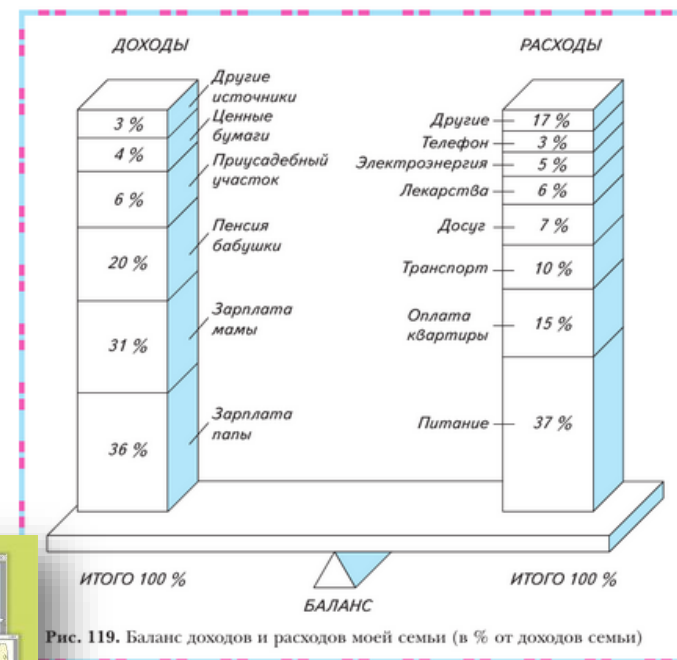 ДОХОДЫ
Другие
источники
3 %
Ценные
бумаги
4 %
Приусадебный
участок
6 %
Пенсия
бабушки
20 %
Зарплата
мамы
31 %
Зарплата
папы
36 %
ИТОГО 100 %
РАСХОДЫ
Другие 17 %
Телефон 3 %
Электроэнергия 5 %
Лекарства 6 %
Досуг 7 %
Транспорт 10 %
Оплата
квартиры
15 %
Питание 37 %
ИТОГО 100 %
БАЛАНС
Рис. 119. Баланс доходов и расходов моей семьи (в % от доходов семьи)